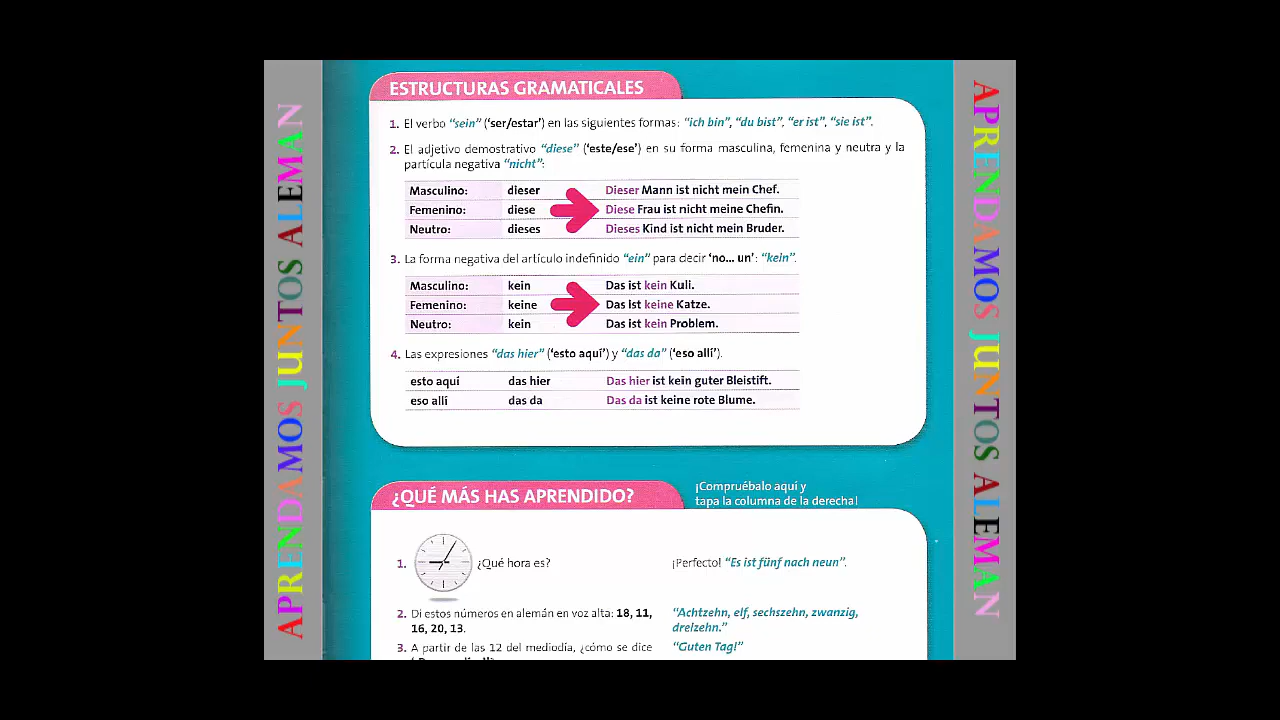 APRENDAMOS JUNTOS ALEMAN
ESTRUCTURAS GRAMATICALES
1. El verbo “sein” (‘ser/estar’) en las siguientes formas: “ich bin”, “du bist”, “er ist”, “sie ist”.
2. El adjetivo demostrativo “diese” (‘este/ese’) en su forma masculina, femenina y neutra y la
partícula negativa “nicht”:
Masculino: dieser Dieser Mann ist nicht mein Chef.
Femenino: diese Diese Frau ist nicht meine Chefin.
Neutro: dieses Dieses Kind ist nicht mein Bruder.
3. La forma negativa del artículo indefinido “ein” para decir ‘no... un’: “kein”.
Masculino: kein Das ist kein Kuli.
Femenino: keine Das ist keine Katze.
Neutro: kein Das ist kein Problem.
4. Las expresiones “das hier” (‘esto aquí’) y “das da” (‘eso allí’).
esto aquí das hier Das hier ist kein guter Bleistift.
eso allí das da Das da ist keine rote Blume.
¿QUÉ MÁS HAS APRENDIDO?
¡Compruébalo aquí y
tapa la columna de la derecha!
1. ¿Qué hora es? ¡Perfecto! “Es ist fünf nach neun”.
2. Di estos números en alemán en voz alta: 18, 11, “Achtzehn, elf, sechszehn, zwanzig,
16, 20, 13. dreizehn.”
3. A partir de las 12 del mediodía, ¿cómo se dice “Guten Tag!”
APRENDAMOS JUNTOS ALEMAN